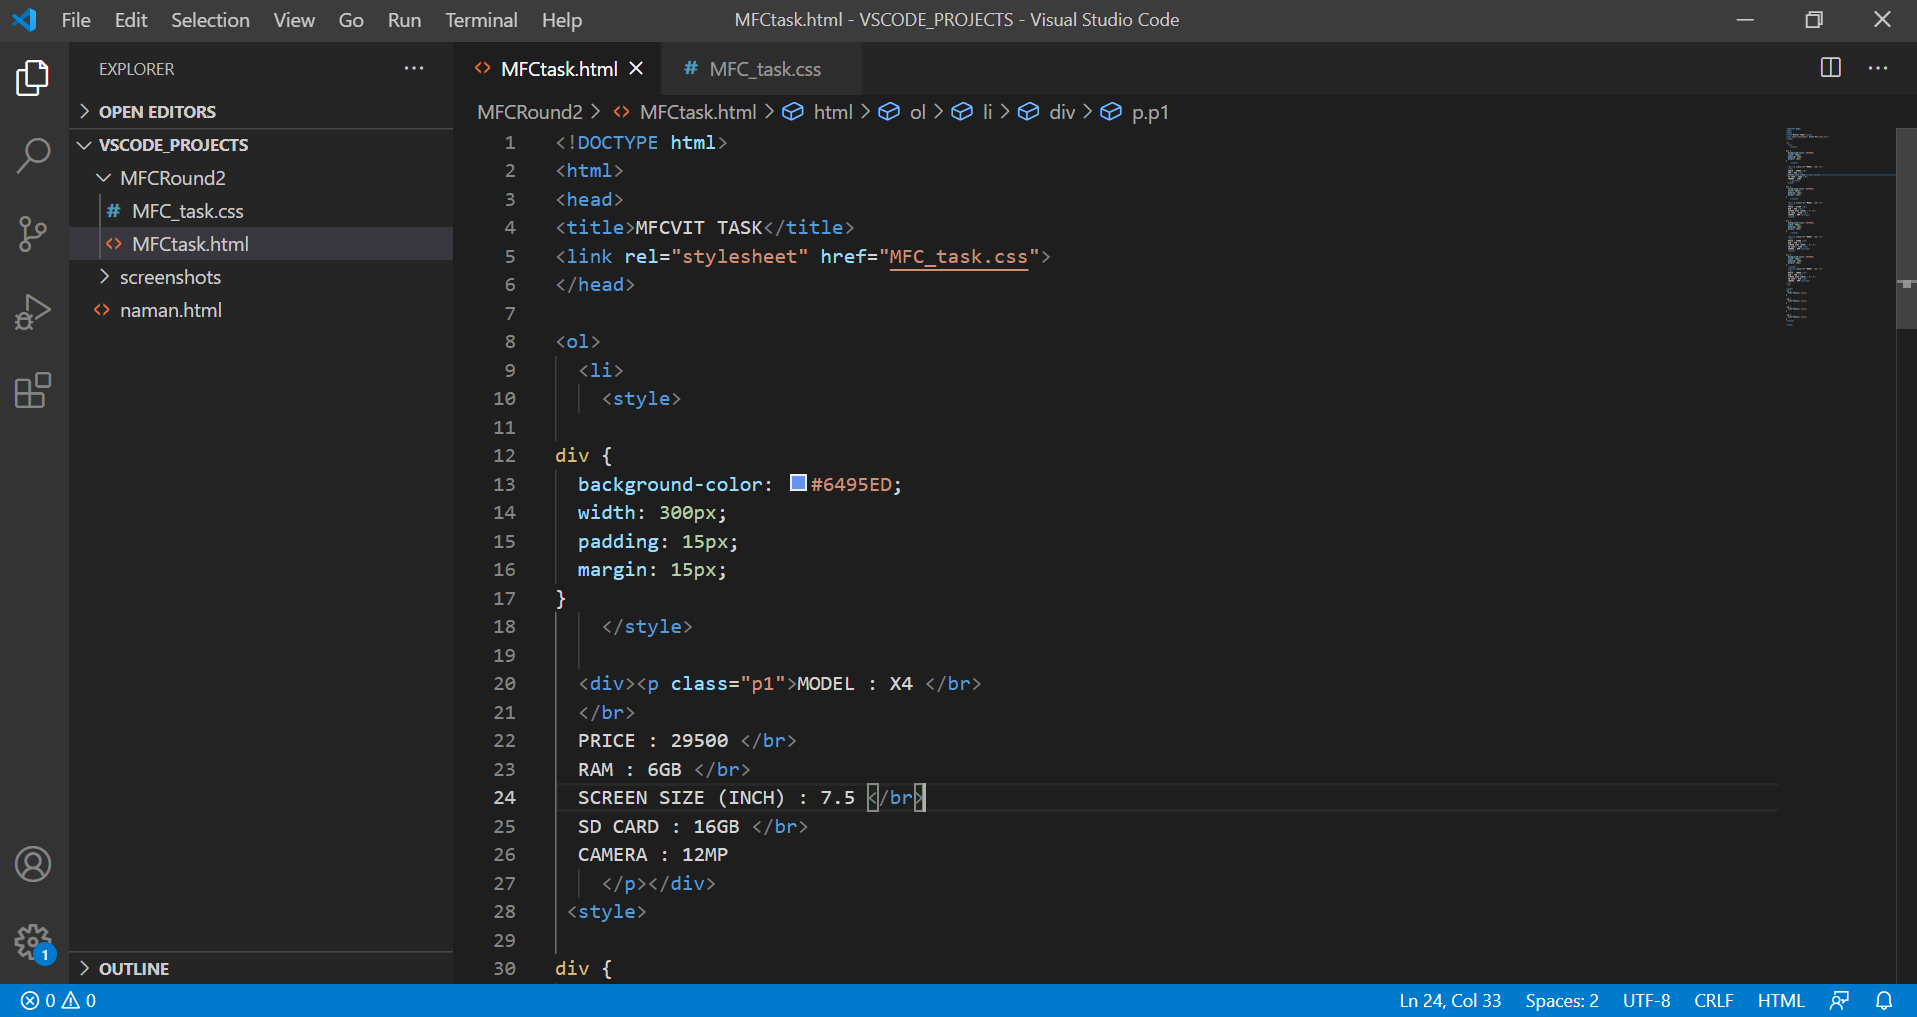 File Edit Selection View Go Run Terminal Help
MFCtask.html - VSCODE_PROJECTS - Visual Studio Code
EXPLORER
OPEN EDITORS
VSCODE_PROJECTS
MFCRound2
# MFC_task.css
<> MFCtask.html
screenshots
<> naman.html
OUTLINE
1
<> MFCtask.html
# MFC_task.css
MFCRound2 > <> MFCtask.html > html > ol > li > div > p.p1
1 <!DOCTYPE html>
2 <html>
3 <head>
4 <title>MFCVIT TASK</title>
5 <link rel="stylesheet" href="MFC_task.css">
6 </head>
7
8 <ol>
9 <li>
10 <style>
11
12 div {
13 background-color: #6495ED;
14 width: 300px;
15 padding: 15px;
16 margin: 15px;
17 }
18 </style>
19
20 <div><p class="p1">MODEL : X4 </br>
21 </br>
22 PRICE : 29500 </br>
23 RAM : 6GB </br>
24 SCREEN SIZE (INCH) : 7.5 </br>
25 SD CARD : 16GB </br>
26 CAMERA : 12MP
27 </p></div>
28 <style>
29
30 div {
0 0
Ln 24, Col 33 Spaces: 2 UTF-8 CRLF HTML